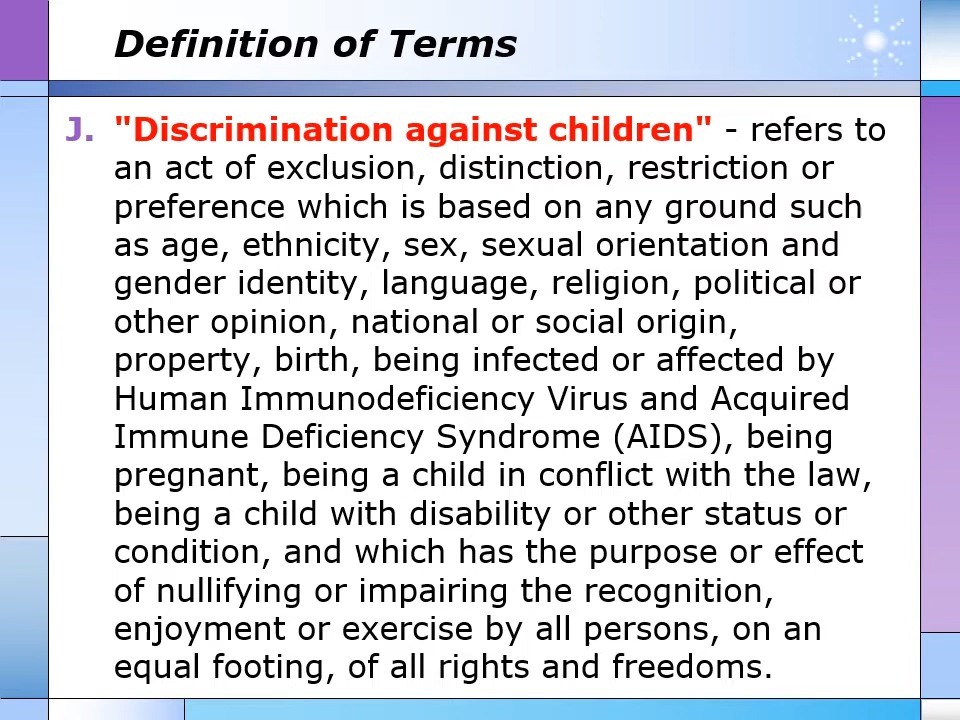 Definition of Terms
J. "Discrimination against children" - refers to
an act of exclusion, distinction, restriction or
preference which is based on any ground such
as age, ethnicity, sex, sexual orientation and
gender identity, language, religion, political or
other opinion, national or social origin,
property, birth, being infected or affected by
Human Immunodeficiency Virus and Acquired
Immune Deficiency Syndrome (AIDS), being
pregnant, being a child in conflict with the law,
being a child with disability or other status or
condition, and which has the purpose or effect
of nullifying or impairing the recognition,
enjoyment or exercise by all persons, on an
equal footing, of all rights and freedoms.